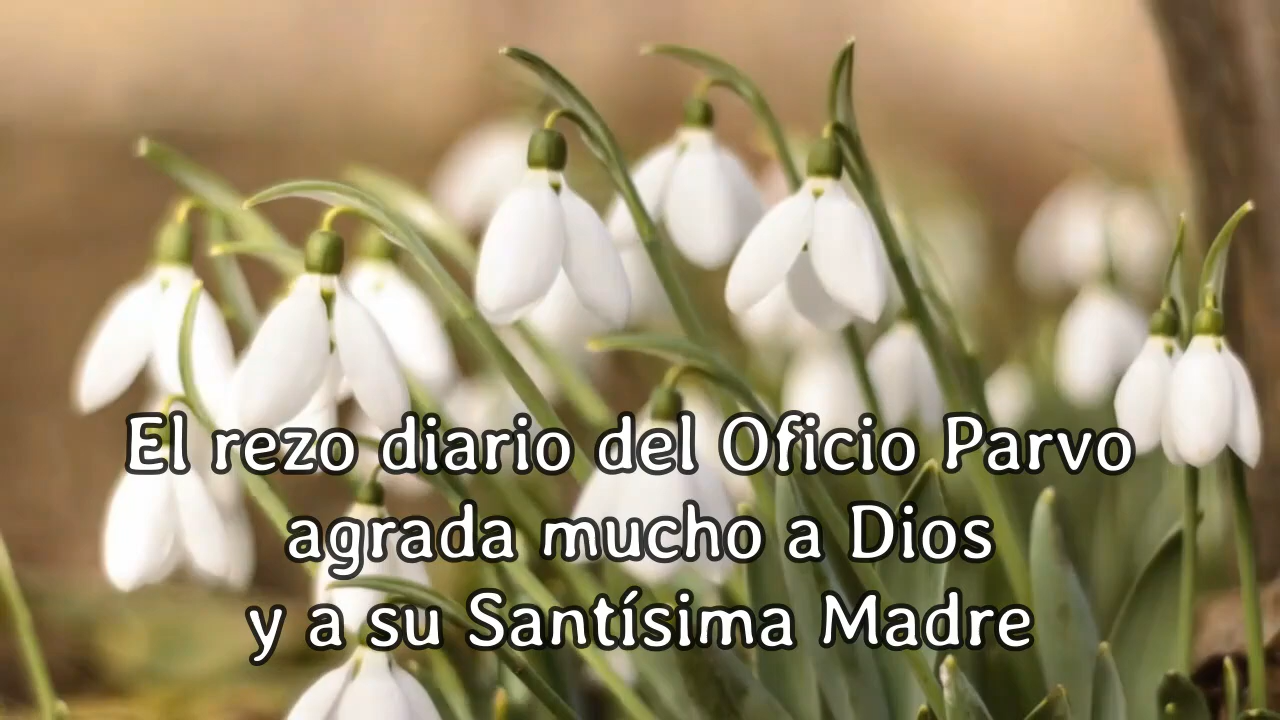 El rezo diario del Oficio Parvo
agrada mucho a Dios
y a su Santísima Madre